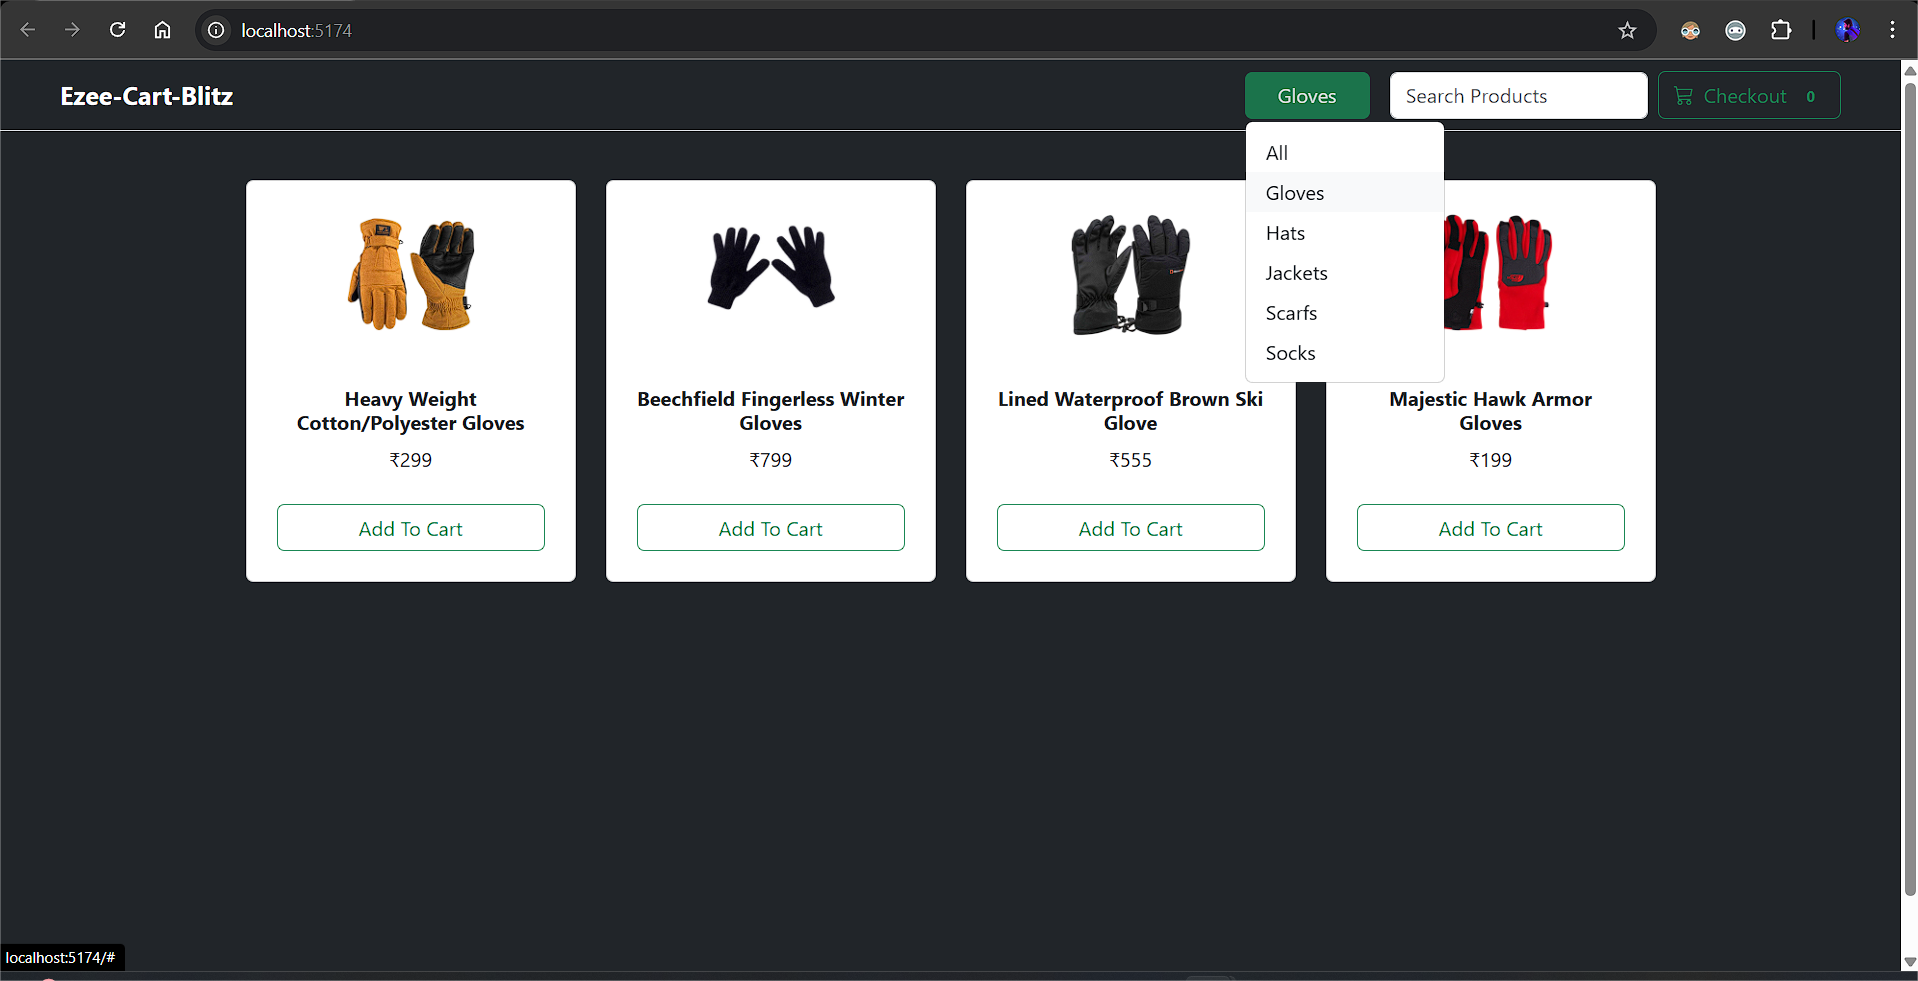 localhost:5174
Ezee-Cart-Blitz
Gloves
Search Products
Checkout 0
All
Gloves
Hats
Jackets
Scarfs
Socks
Heavy Weight
Cotton/Polyester Gloves
₹299
Add To Cart
Beechfield Fingerless Winter
Gloves
₹799
Add To Cart
Lined Waterproof Brown Ski
Glove
₹555
Add To Cart
Majestic Hawk Armor
Gloves
₹199
Add To Cart
localhost:5174/#